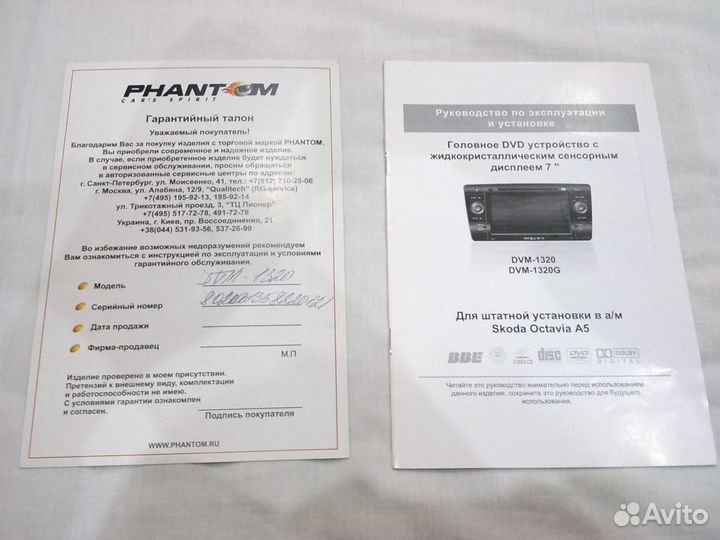 PHANTOM
CAR'S SPIRIT
Гарантийный талон
Уважаемый покупатель!
Благодарим Вас за покупку изделия с торговой маркой PHANTOM,
Вы приобрели современное и надежное изделие.
В случае, если приобретенное изделие будет нуждаться
в сервисном обслуживании, просим обращаться
в авторизованные сервисные центры по адресам:
г. Санкт-Петербург, ул. Моисеенко, 41, тел.: +7(812) 710-28-06
г. Москва, ул. Алабяна, 12/9, "Qualitech" (RG-service)
+7(495) 195-92-13, 195-92-14
ул. Трикотажный проезд, 3, "ТЦ Пионер"
+7(495) 517-72-78, 491-72-78
Украина, г. Киев, пр. Воссоединения, 21
+38(044) 531-93-56, 537-26-99
Во избежание возможных недоразумений рекомендуем
Вам ознакомиться с инструкцией по эксплуатации и условиями
гарантийного обслуживания.
Модель DVM-1320
Серийный номер
Дата продажи
Фирма-продавец
М.П
Изделие проверено в моем присутствии.
Претензий к внешнему виду, комплектации
и работоспособности не имею.
С условиями гарантии ознакомлен
и согласен.
Подпись покупателя
WWW.PHANTOM.RU
Руководство по эксплуатации
и установке
Головное DVD устройство с
жидкокристаллическим сенсорным
дисплеем 7 "
DVM-1320
DVM-1320G
Для штатной установки в а/м
Skoda Octavia A5
BBE disc DVD DOLBY
DIGITAL
Читайте это руководство внимательно перед использованием
данного изделия, сохраните это руководство для будущего
использования.
Avito